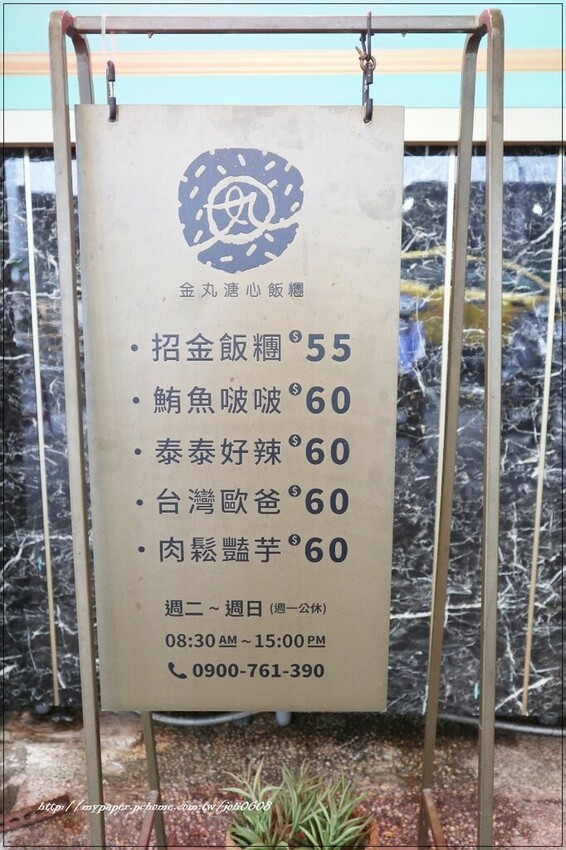 丸
金丸溏心飯糰
• 招金飯糰 $55
• 鮪魚啵啵 $60
• 泰泰好辣 $60
• 台灣歐爸 $60
• 肉鬆豔芋 $60
週二 ~ 週日 (週一公休)
08:30 AM ~ 15:00 PM
0900-761-390
http://mypaper.pchome.com.tw/joti0608